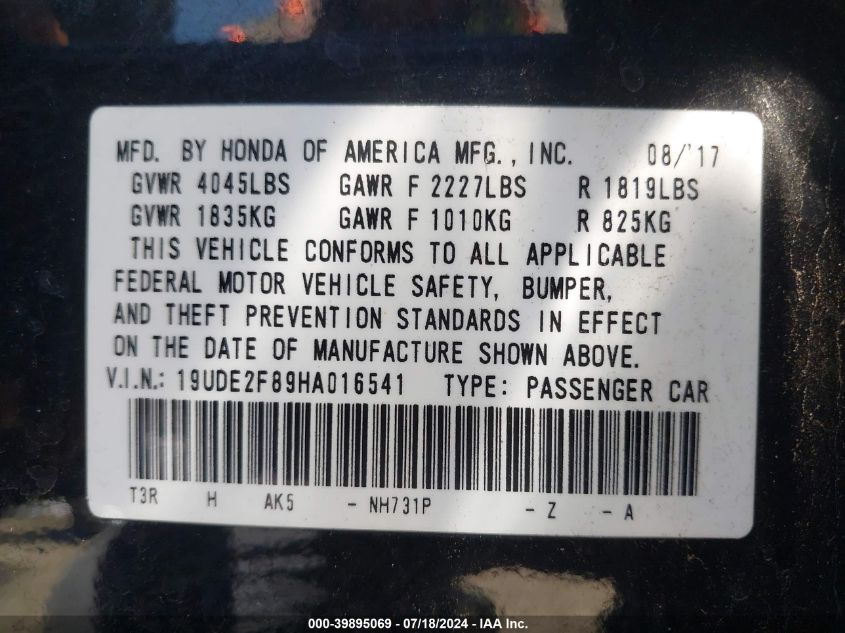 MFD. BY HONDA OF AMERICA MFG., INC. 08/'17
GVWR 4045LBS GAWR F 2227LBS R 1819LBS
GVWR 1835KG GAWR F 1010KG R 825KG
THIS VEHICLE CONFORMS TO ALL APPLICABLE
FEDERAL MOTOR VEHICLE SAFETY, BUMPER,
AND THEFT PREVENTION STANDARDS IN EFFECT
ON THE DATE OF MANUFACTURE SHOWN ABOVE.
V.I.N.: 19UDE2F89HA016541 TYPE: PASSENGER CAR
T3R H AK5 - NH731P - Z - A
000-39895069 - 07/18/2024 - IAA Inc.